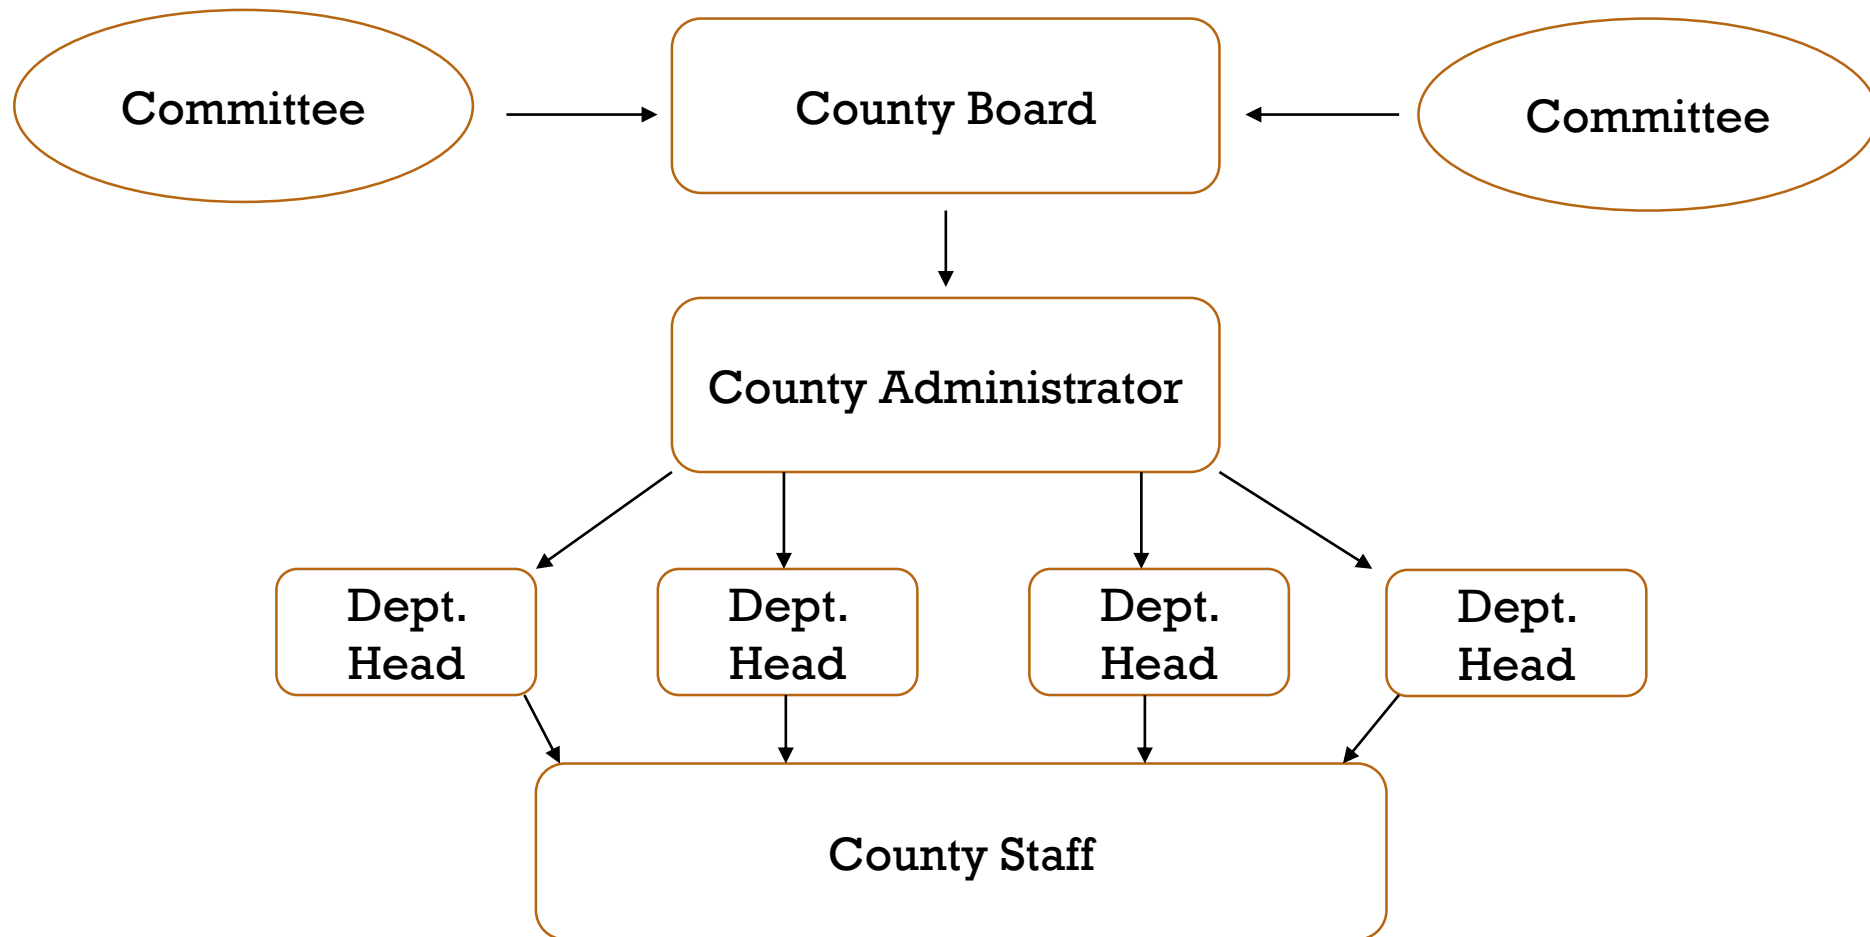 Committee
County Board
Committee
County Administrator
Dept.
Head
Dept.
Head
Dept.
Head
Dept.
Head
County Staff